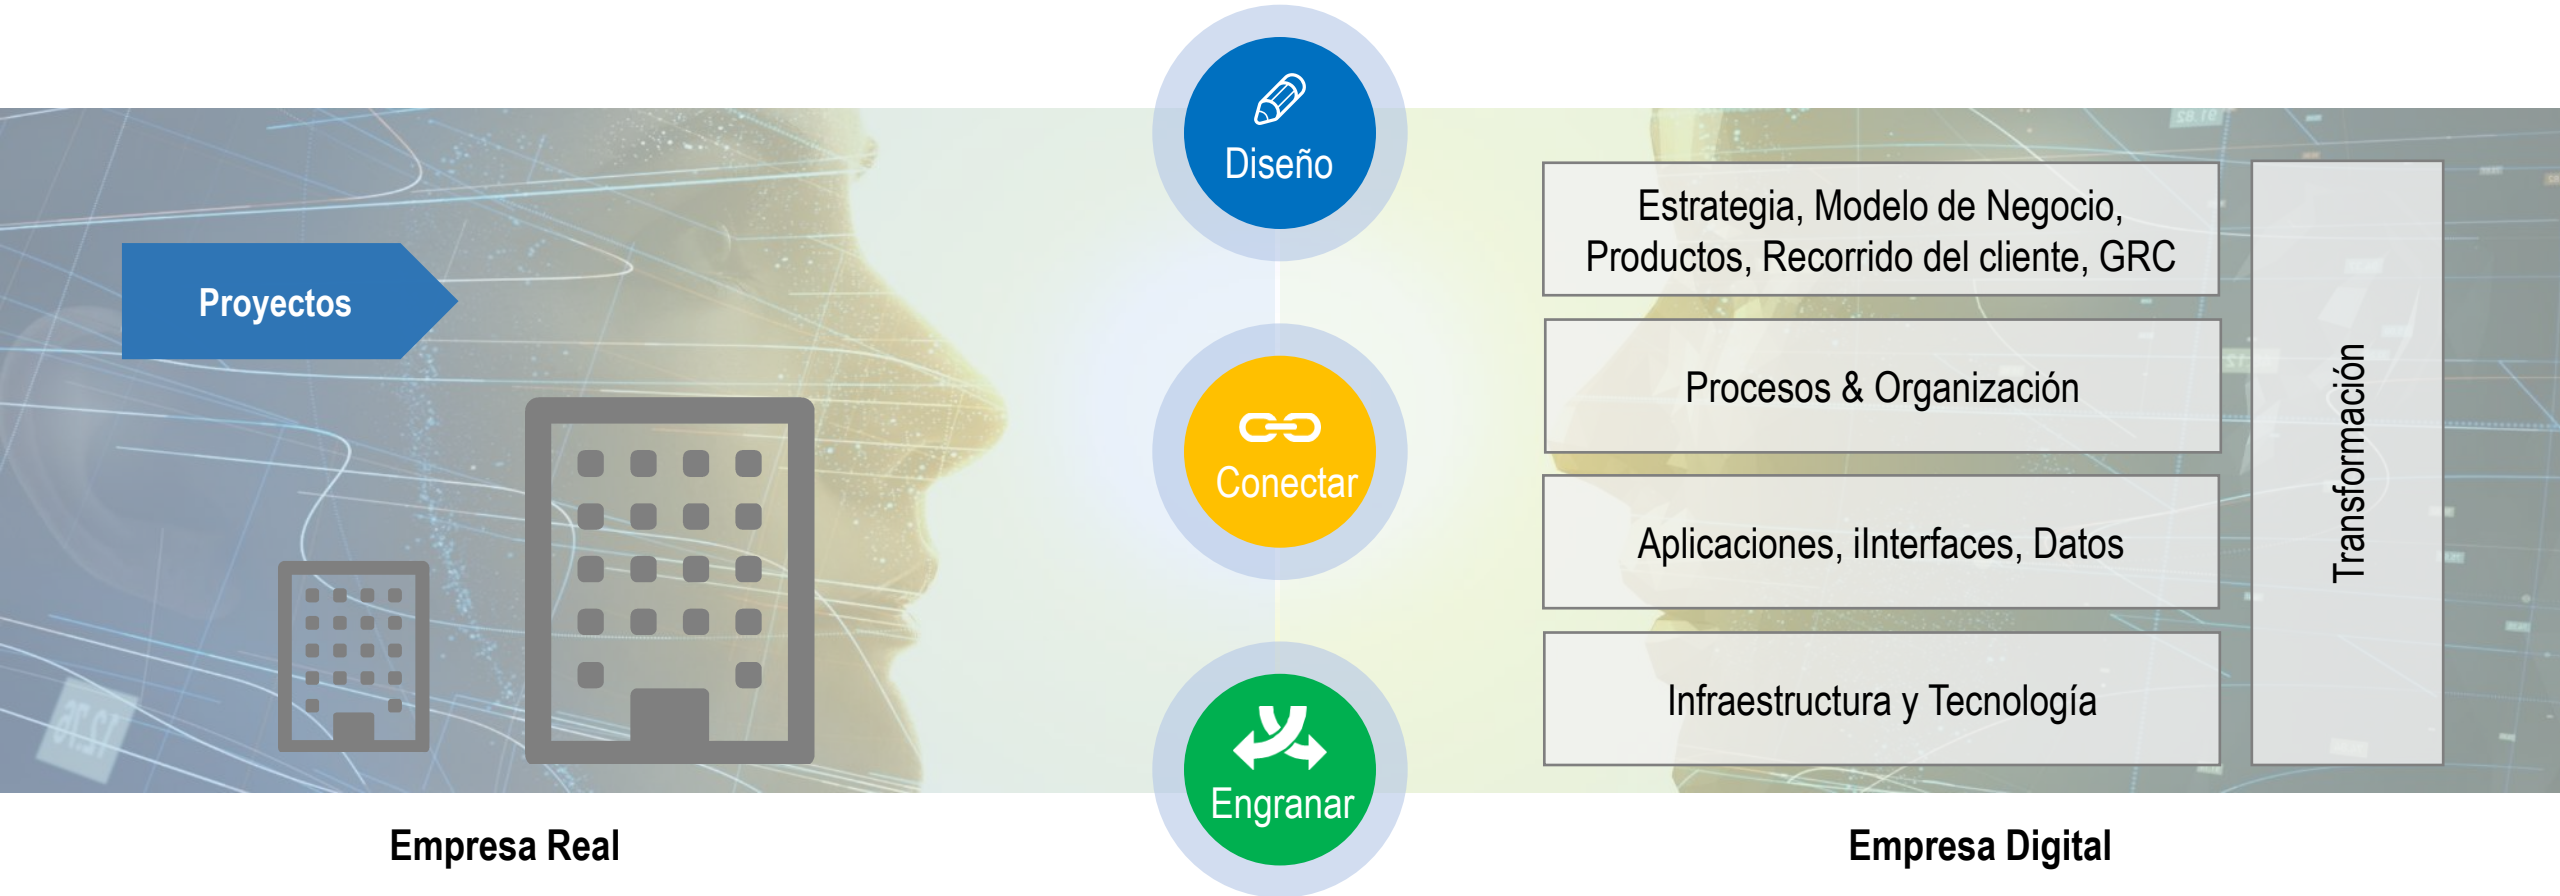 Diseño
Estrategia, Modelo de Negocio,
Productos, Recorrido del cliente, GRC
Proyectos
Procesos & Organización
Transformación
Conectar
Aplicaciones, iInterfaces, Datos
Infraestructura y Tecnología
Engranar
Empresa Real
Empresa Digital